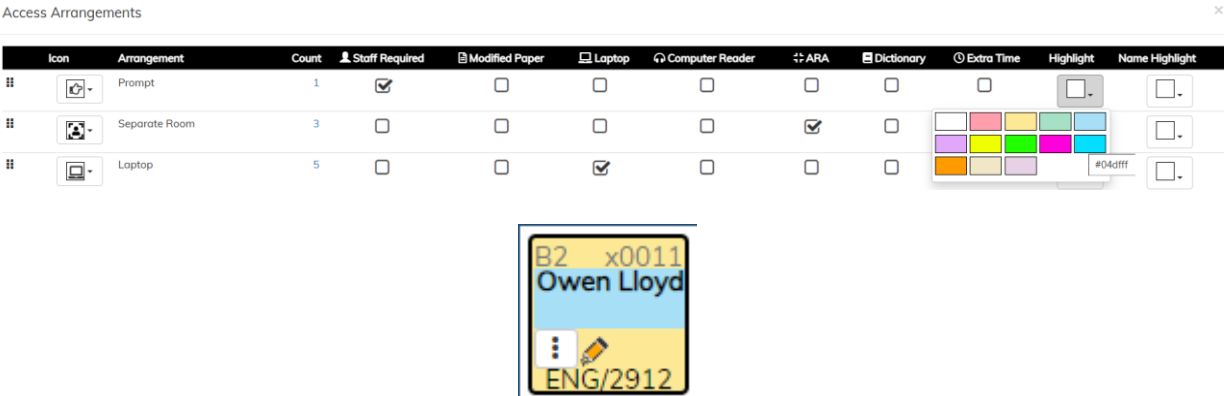 Access Arrangements ×
Icon Arrangement Count Staff Required Modified Paper Laptop Computer Reader ARA Dictionary Extra Time Highlight Name Highlight
Prompt 1
Separate Room 3
Laptop 5
#04dfff
B2 x0011
Owen Lloyd
ENG/2912